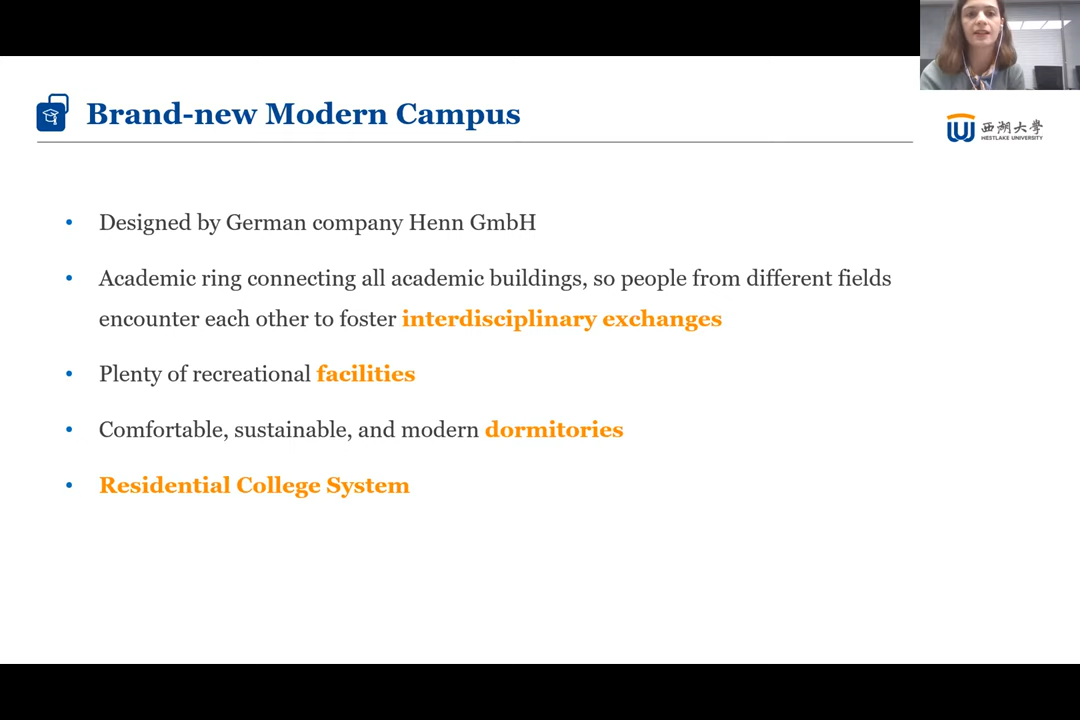 Brand-new Modern Campus
西湖大學
WESTLAKE UNIVERSITY
• Designed by German company Henn GmbH
• Academic ring connecting all academic buildings, so people from different fields
encounter each other to foster interdisciplinary exchanges
• Plenty of recreational facilities
• Comfortable, sustainable, and modern dormitories
• Residential College System